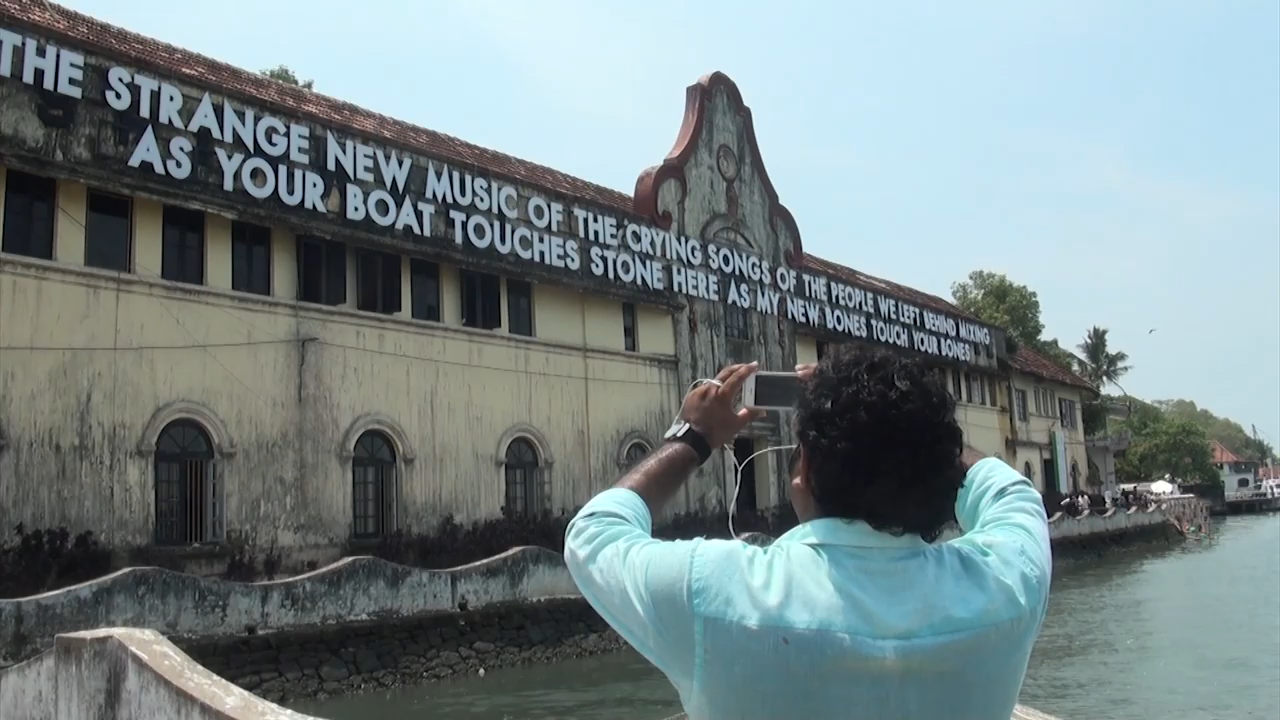 THE STRANGE NEW MUSIC OF THE CRYING SONGS OF THE PEOPLE WE LEFT BEHIND MIXING
AS YOUR BOAT TOUCHES STONE HERE AS MY NEW BONES TOUCH YOUR BONES